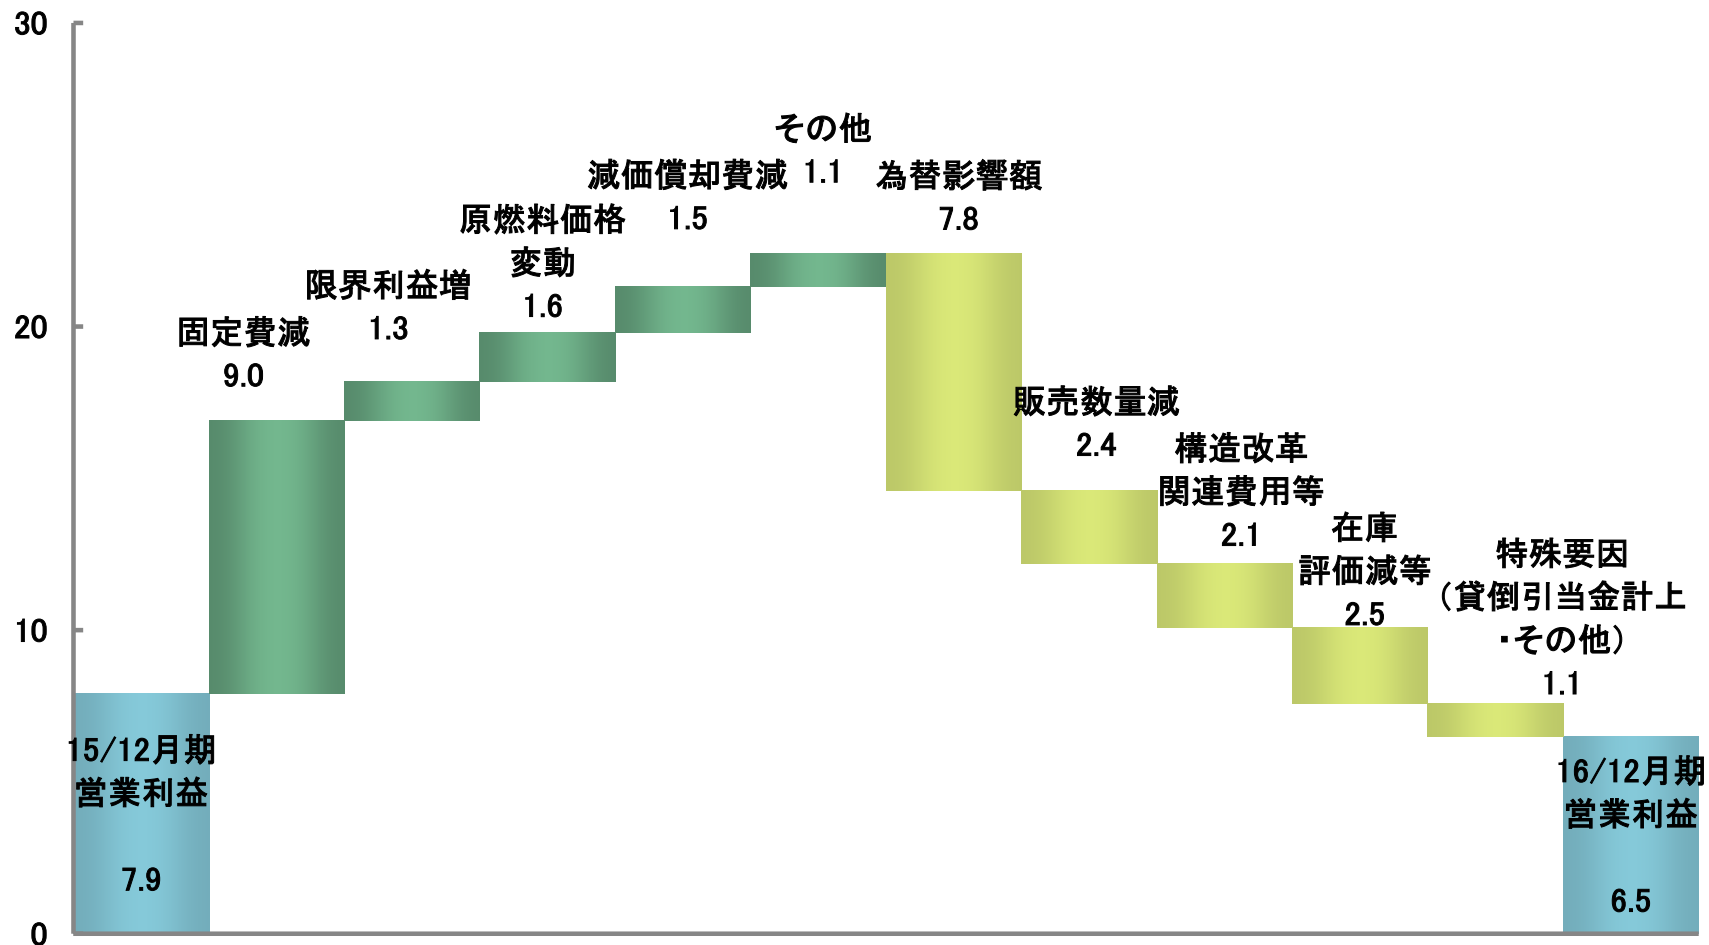 30
20
10
0
15/12月期
営業利益
7.9
固定費減
9.0
限界利益増
1.3
原燃料価格
変動
1.6
減価償却費減
1.5
その他
1.1
為替影響額
7.8
販売数量減
2.4
構造改革
関連費用等
2.1
在庫
評価減等
2.5
特殊要因
（貸倒引当金計上
・その他）
1.1
16/12月期
営業利益
6.5